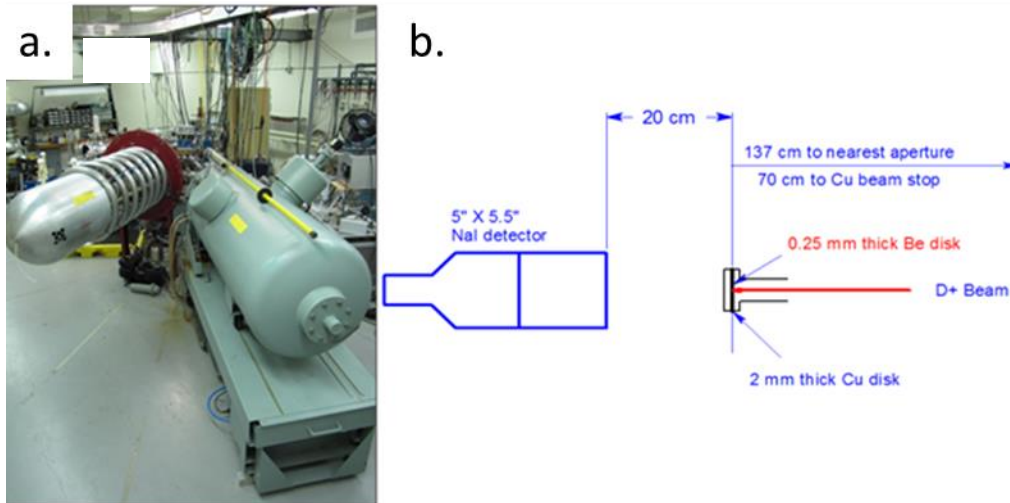 a.
b.
20 cm
137 cm to nearest aperture
70 cm to Cu beam stop
5" X 5.5"
NaI detector
0.25 mm thick Be disk
D+ Beam
2 mm thick Cu disk